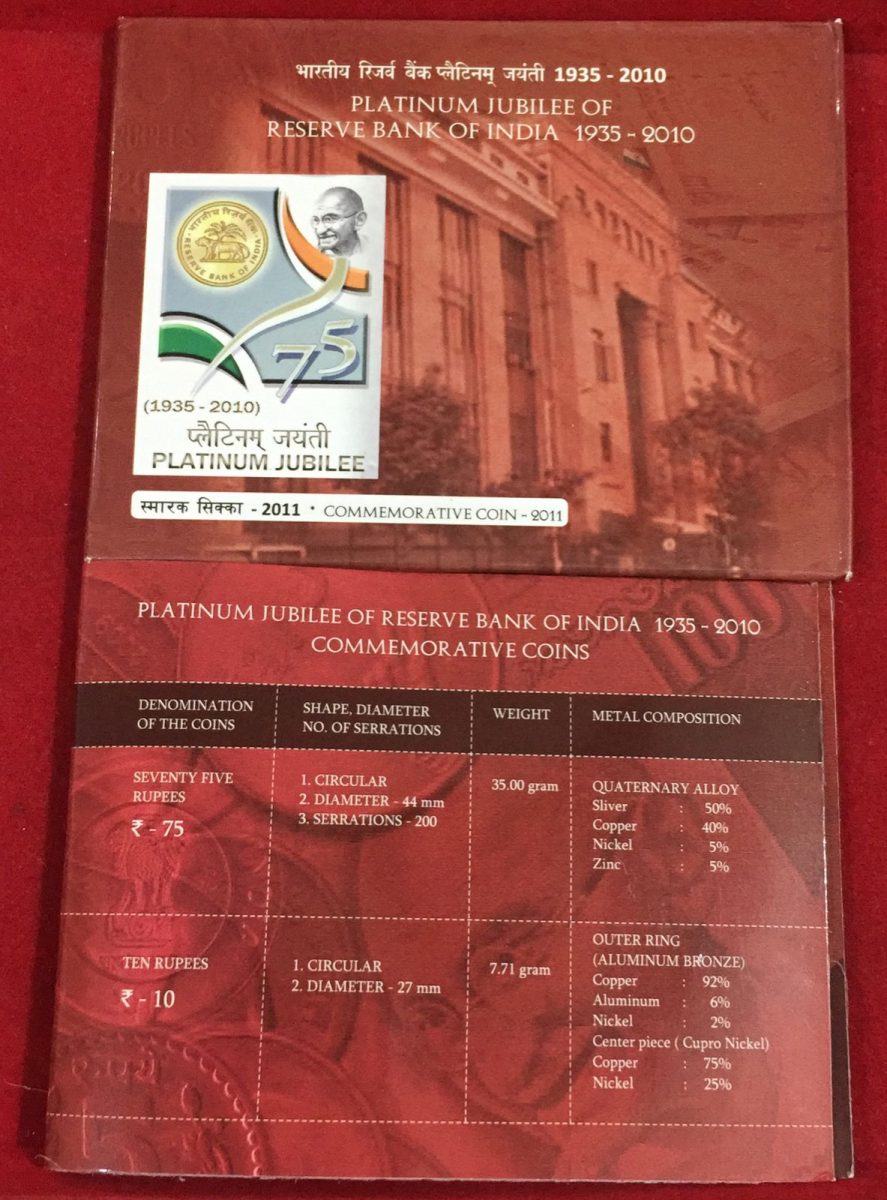 भारतीय रिजर्व बैंक प्लैटिनम् जयंती 1935 - 2010
PLATINUM JUBILEE OF
RESERVE BANK OF INDIA 1935 - 2010
भारतीय रिज़र्व बैंक
RESERVE BANK OF INDIA
75
(1935 - 2010)
प्लैटिनम् जयंती
PLATINUM JUBILEE
स्मारक सिक्का - 2011 • COMMEMORATIVE COIN - 2011
PLATINUM JUBILEE OF RESERVE BANK OF INDIA 1935 - 2010
COMMEMORATIVE COINS
DENOMINATION OF THE COINS
SHAPE, DIAMETER NO. OF SERRATIONS
WEIGHT
METAL COMPOSITION
SEVENTY FIVE
RUPEES
₹ - 75
1. CIRCULAR
2. DIAMETER - 44 mm
3. SERRATIONS - 200
35.00 gram
QUATERNARY ALLOY
Sliver : 50%
Copper : 40%
Nickel : 5%
Zinc : 5%
TEN RUPEES
₹ - 10
1. CIRCULAR
2. DIAMETER - 27 mm
7.71 gram
OUTER RING
(ALUMINUM BRONZE)
Copper : 92%
Aluminum : 6%
Nickel : 2%
Center piece ( Cupro Nickel)
Copper : 75%
Nickel : 25%
100
रुपये